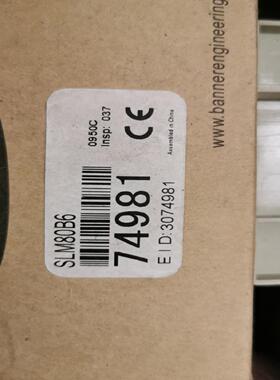 SLM80B6
74981
E I D:3074981
0950C
Insp: 037
CE
Assembled in China
www.bannerengineering